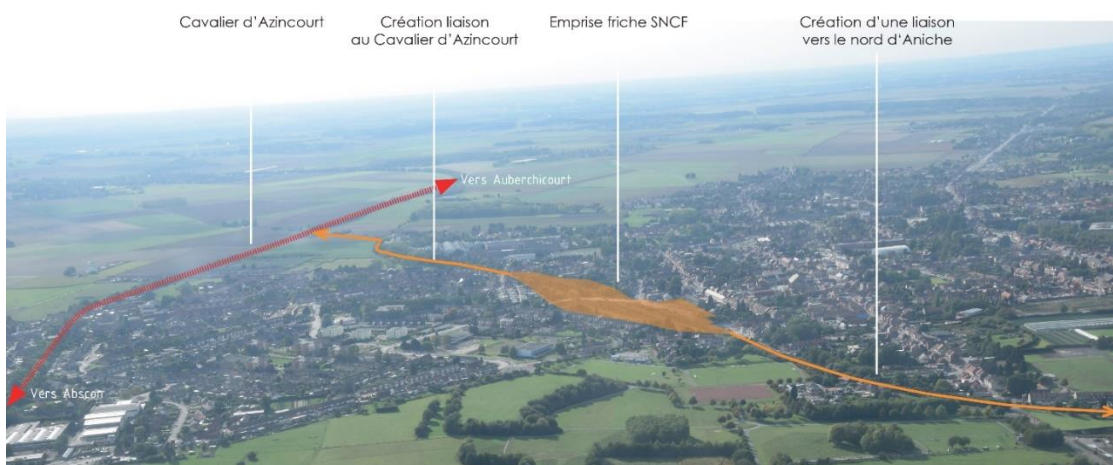 Cavalier d'Azincourt
Création liaison
au Cavalier d'Azincourt
Emprise friche SNCF
Création d'une liaison
vers le nord d'Aniche
Vers Auberchicourt
Vers Abscon